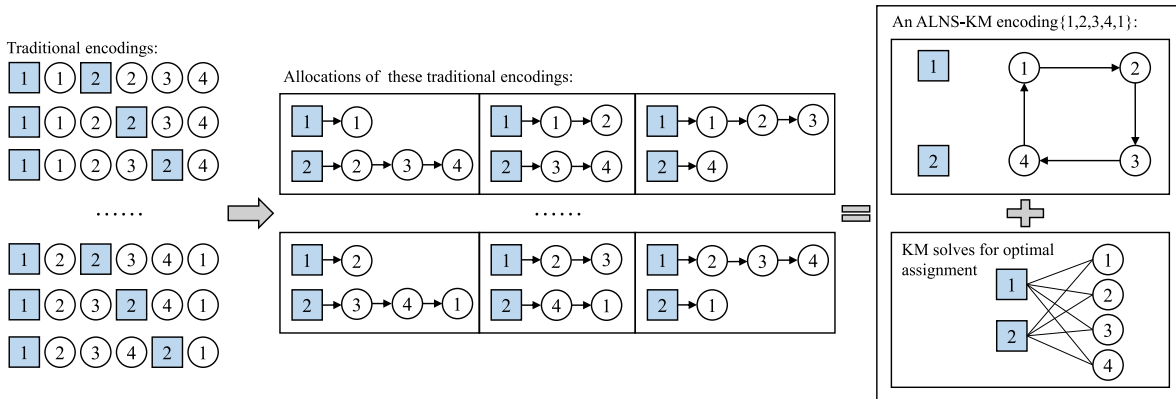 Traditional encodings:
1 1 2 2 3 4
1 1 2 2 3 4
1 1 2 3 2 4
......
1 2 2 3 4 1
1 2 3 2 4 1
1 2 3 4 2 1
Allocations of these traditional encodings:
1 1
2 2 3 4
1 1 2
2 3 4
1 1 2 3
2 4
......
1 2
2 3 4 1
1 2 3
2 4 1
1 2 3 4
2 1
An ALNS-KM encoding{1,2,3,4,1}:
1 1 2
2 4 3
KM solves for optimal
assignment
1
2
1
2
3
4